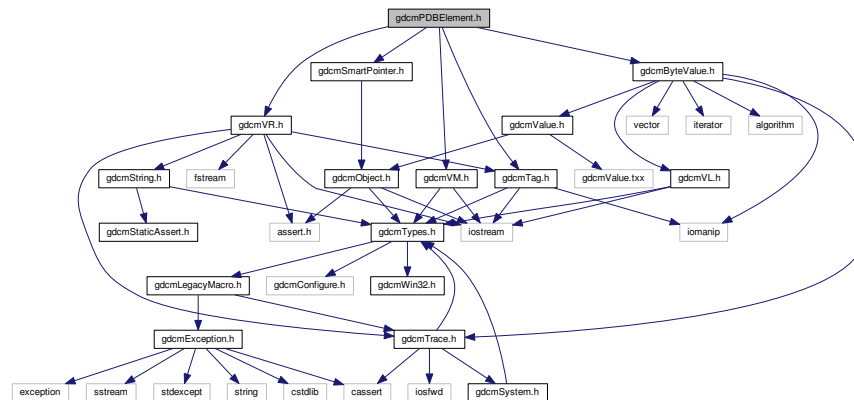 gdcmPDBElement.h
gdcmSmartPointer.h
gdcmByteValue.h
gdcmVR.h
gdcmValue.h
vector
iterator
algorithm
gdcmString.h
fstream
gdcmObject.h
gdcmVM.h
gdcmTag.h
gdcmValue.txx
gdcmVL.h
gdcmStaticAssert.h
assert.h
gdcmTypes.h
iostream
iomanip
gdcmLegacyMacro.h
gdcmConfigure.h
gdcmWin32.h
gdcmException.h
gdcmTrace.h
exception
sstream
stdexcept
string
cstdlib
cassert
iosfwd
gdcmSystem.h